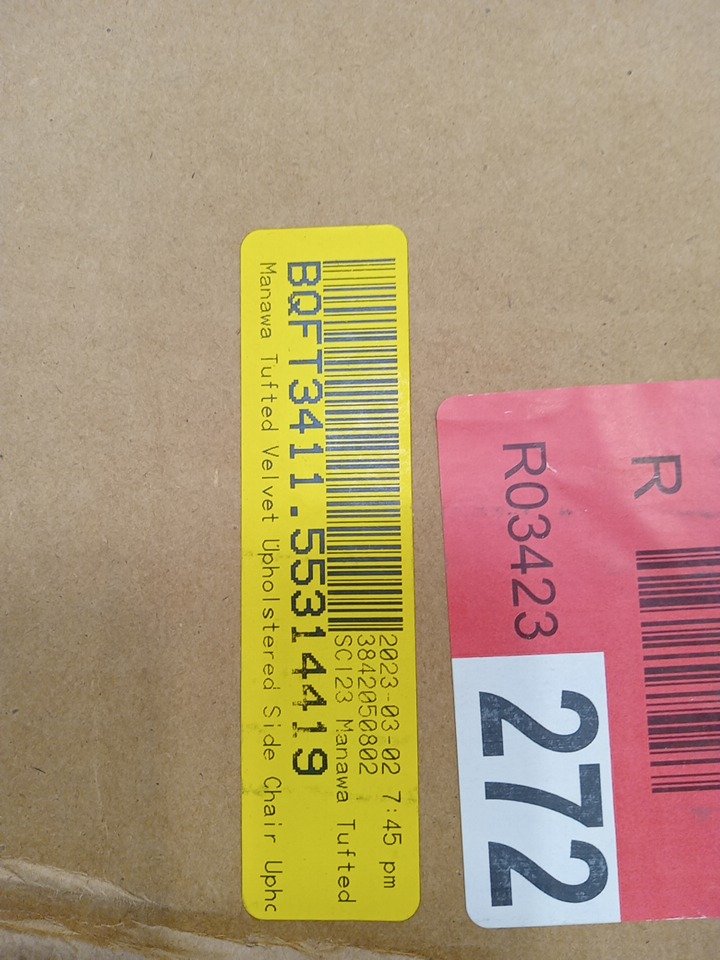 2023-03-02 7:45 pm
3842050802
SCI23 Manawa Tufted
BQFT3411.55314419
Manawa Tufted Velvet Upholstered Side Chair Upho
R
R03423
272